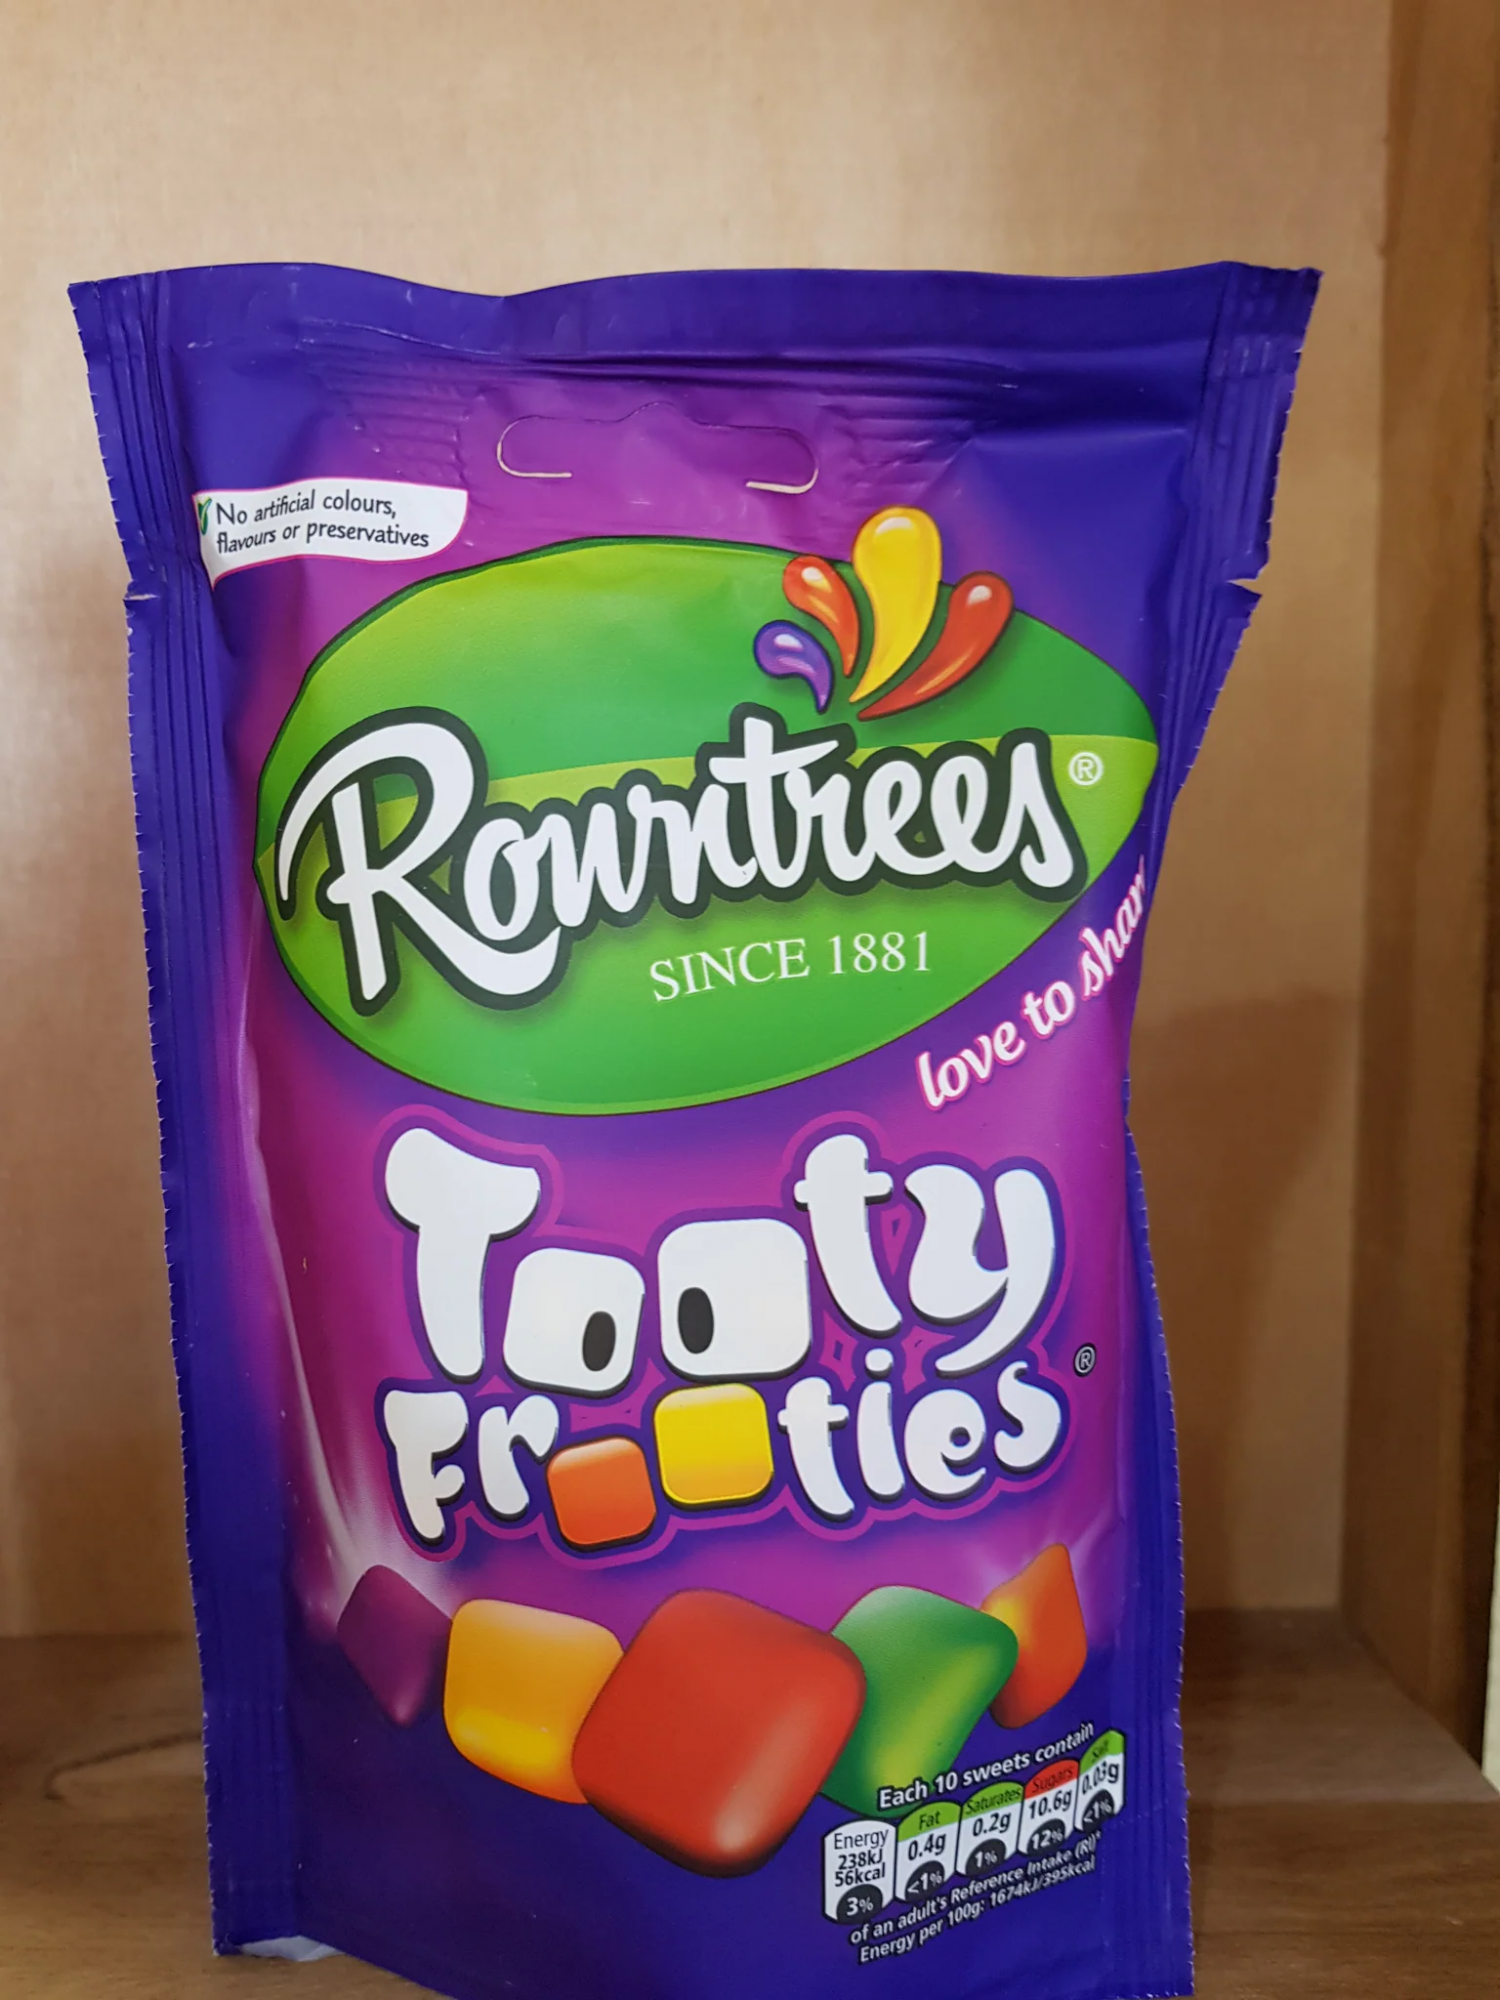 No artificial colours,
flavours or preservatives
Rowntrees®
SINCE 1881
love to shar
Tooty
Frooties®
Each 10 sweets contain
Energy 238kJ 56kcal 3%
Fat 0.4g <1%
Saturates 0.2g 1%
Sugars 10.6g 12%
Salt 0.03g <1%
of an adult's Reference Intake (RI)*
Energy per 100g: 1674kJ/395kcal